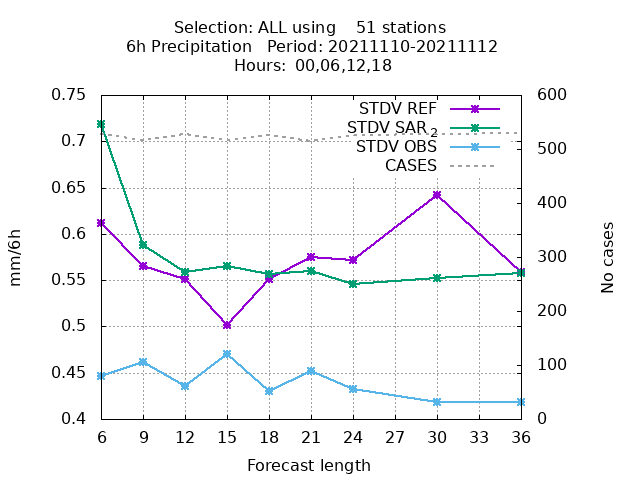 Selection: ALL using    51 stations
6h Precipitation   Period: 20211110-20211112
Hours:  00,06,12,18
0.75
0.7
0.65
0.6
0.55
0.5
0.45
0.4
mm/6h
STDV REF
STDV SAR 2
STDV OBS
CASES
600
500
400
300
200
100
0
No cases
6 9 12 15 18 21 24 27 30 33 36
Forecast length